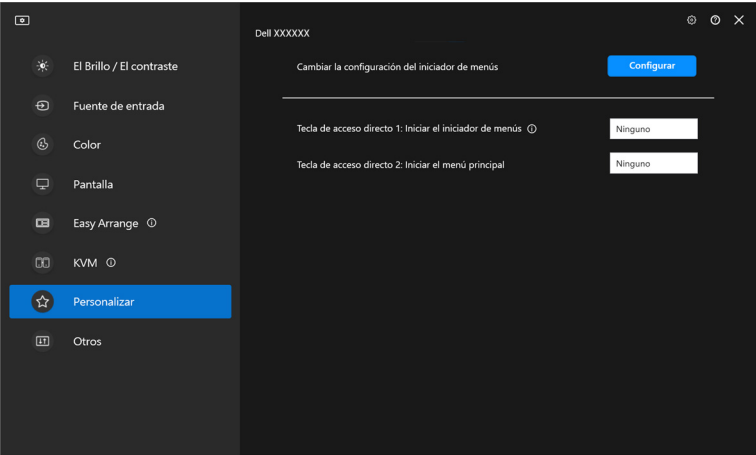 Dell XXXXXX
El Brillo / El contraste
Fuente de entrada
Color
Pantalla
Easy Arrange
KVM
Personalizar
Otros
Cambiar la configuración del iniciador de menús
Configurar
Tecla de acceso directo 1: Iniciar el iniciador de menús
Ninguno
Tecla de acceso directo 2: Iniciar el menú principal
Ninguno